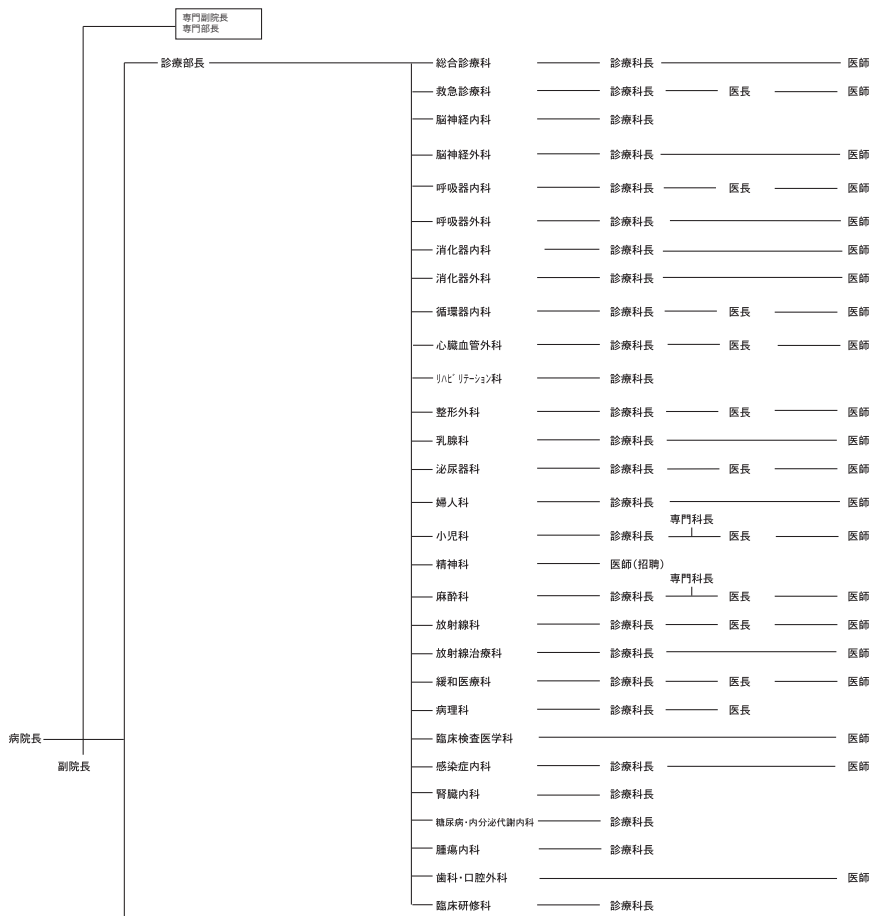 専門副院長
専門部長
診療部長 総合診療科 診療科長 医師
救急診療科 診療科長 医長 医師
脳神経内科 診療科長
脳神経外科 診療科長 医師
呼吸器内科 診療科長 医長 医師
呼吸器外科 診療科長 医師
消化器内科 診療科長 医師
消化器外科 診療科長 医師
循環器内科 診療科長 医長 医師
心臓血管外科 診療科長 医長 医師
ﾘﾊﾋﾞﾘﾃｰｼｮﾝ科 診療科長
整形外科 診療科長 医長 医師
乳腺科 診療科長 医師
泌尿器科 診療科長 医長 医師
婦人科 診療科長 医師
専門科長
小児科 診療科長 医長 医師
精神科 医師(招聘)
専門科長
麻酔科 診療科長 医長 医師
放射線科 診療科長 医長 医師
放射線治療科 診療科長 医師
緩和医療科 診療科長 医長 医師
病理科 診療科長 医長
病院長 臨床検査医学科 医師
副院長 感染症内科 診療科長 医師
腎臓内科 診療科長
糖尿病・内分泌代謝内科 診療科長
腫瘍内科 診療科長
歯科・口腔外科 医師
臨床研修科 診療科長